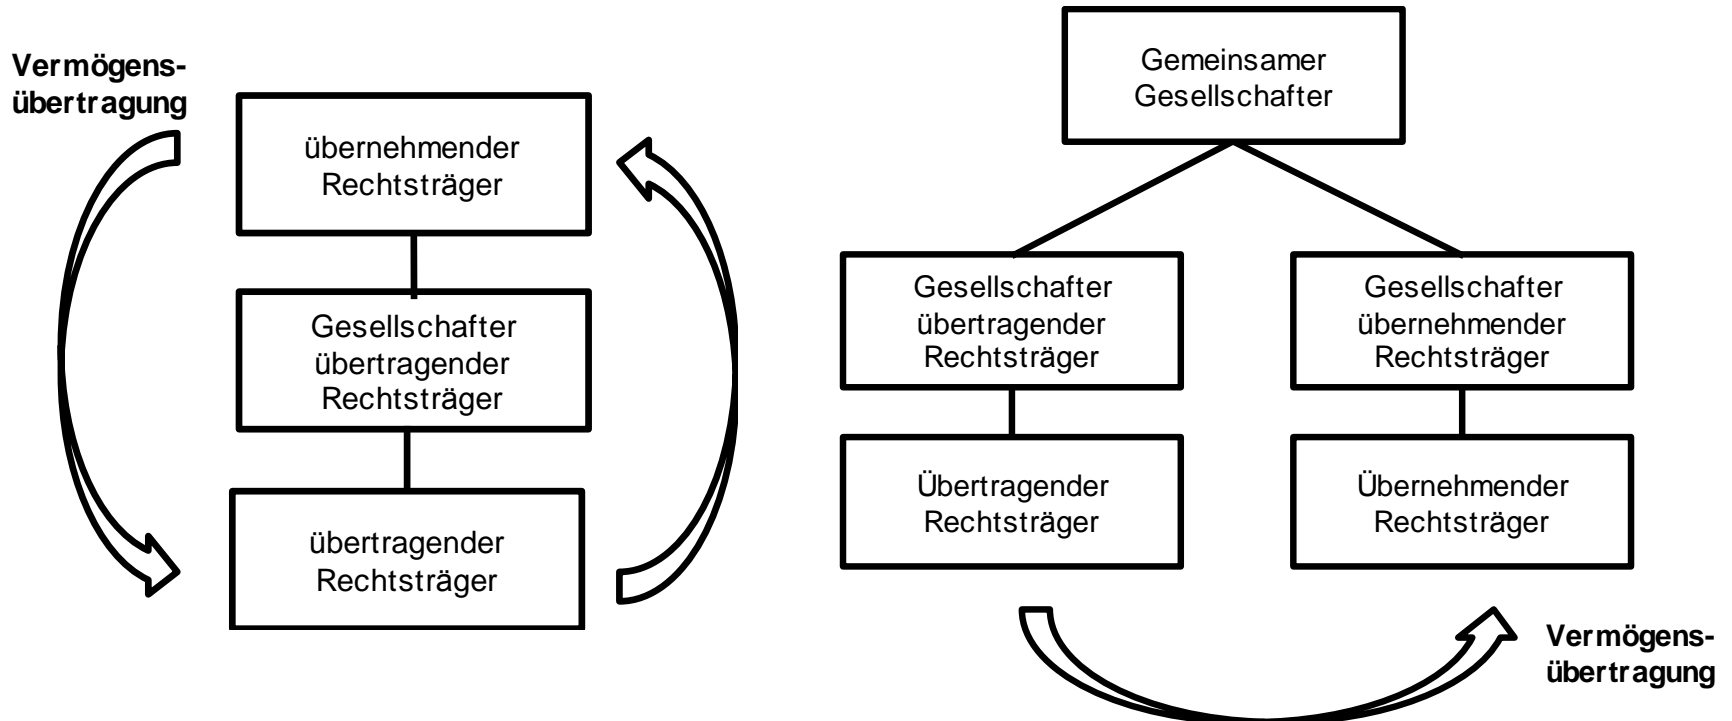 Vermögens-
übertragung
übernehmender
Rechtsträger
Gesellschafter
übertragender
Rechtsträger
übertragender
Rechtsträger
Gemeinsamer
Gesellschafter
Gesellschafter
übertragender
Rechtsträger
Gesellschafter
übernehmender
Rechtsträger
Übertragender
Rechtsträger
Übernehmender
Rechtsträger
Vermögens-
übertragung